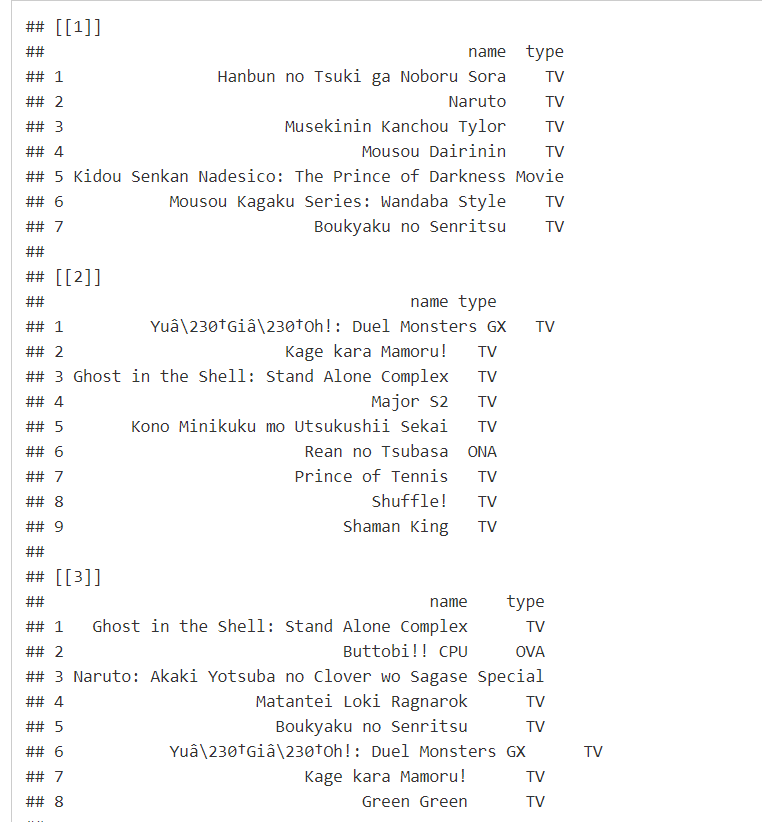 ## [[1]]
##                                            name  type
## 1                Hanbun no Tsuki ga Noboru Sora    TV
## 2                                        Naruto    TV
## 3                       Musekinin Kanchou Tylor    TV
## 4                               Mousou Dairinin    TV
## 5 Kidou Senkan Nadesico: The Prince of Darkness Movie
## 6           Mousou Kagaku Series: Wandaba Style    TV
## 7                          Boukyaku no Senritsu    TV
##
## [[2]]
##                                      name type
## 1         Yuâ\230†Giâ\230†Oh!: Duel Monsters GX   TV
## 2                       Kage kara Mamoru!   TV
## 3 Ghost in the Shell: Stand Alone Complex   TV
## 4                                Major S2   TV
## 5       Kono Minikuku mo Utsukushii Sekai   TV
## 6                         Rean no Tsubasa  ONA
## 7                        Prince of Tennis   TV
## 8                                Shuffle!   TV
## 9                             Shaman King   TV
##
## [[3]]
##                                        name    type
## 1   Ghost in the Shell: Stand Alone Complex      TV
## 2                             Buttobi!! CPU     OVA
## 3 Naruto: Akaki Yotsuba no Clover wo Sagase Special
## 4                    Matantei Loki Ragnarok      TV
## 5                      Boukyaku no Senritsu      TV
## 6           Yuâ\230†Giâ\230†Oh!: Duel Monsters GX      TV
## 7                         Kage kara Mamoru!      TV
## 8                               Green Green      TV